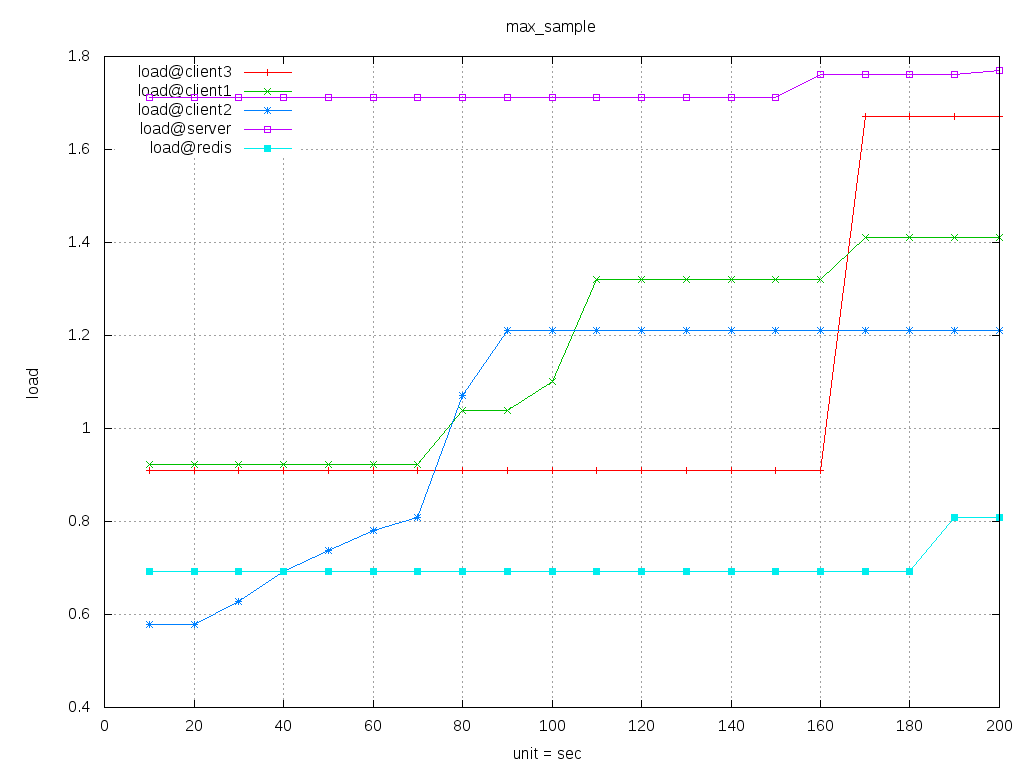 max_sample
1.8
load@client3
load@client1
load@client2
load@server
load@redis
1.6
1.4
1.2
load
1
0.8
0.6
0.4
0 20 40 60 80 100 120 140 160 180 200
unit = sec